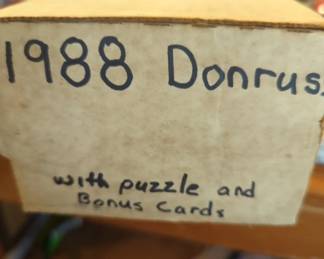 1988 Donrus
with puzzle and
Bonus Cards